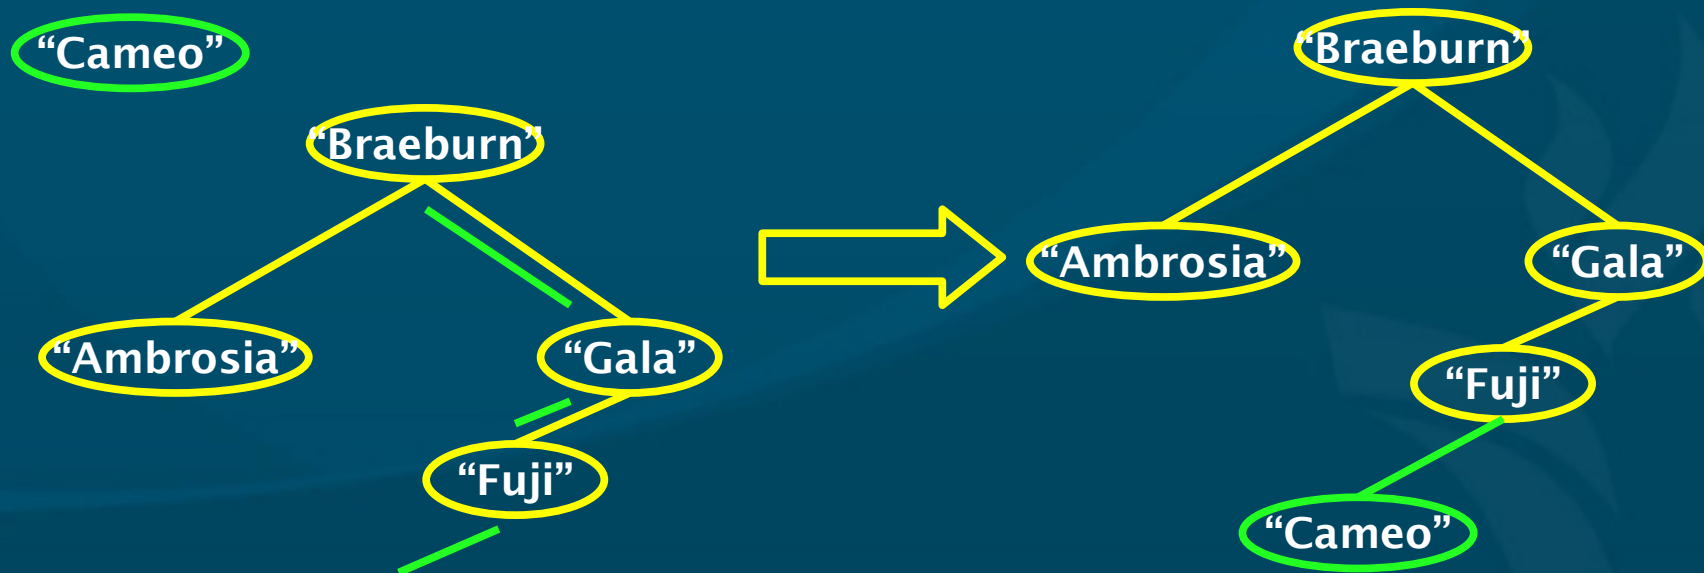 “Cameo”
“Braeburn”
“Ambrosia”
“Gala”
“Fuji”
“Braeburn”
“Ambrosia”
“Gala”
“Fuji”
“Cameo”